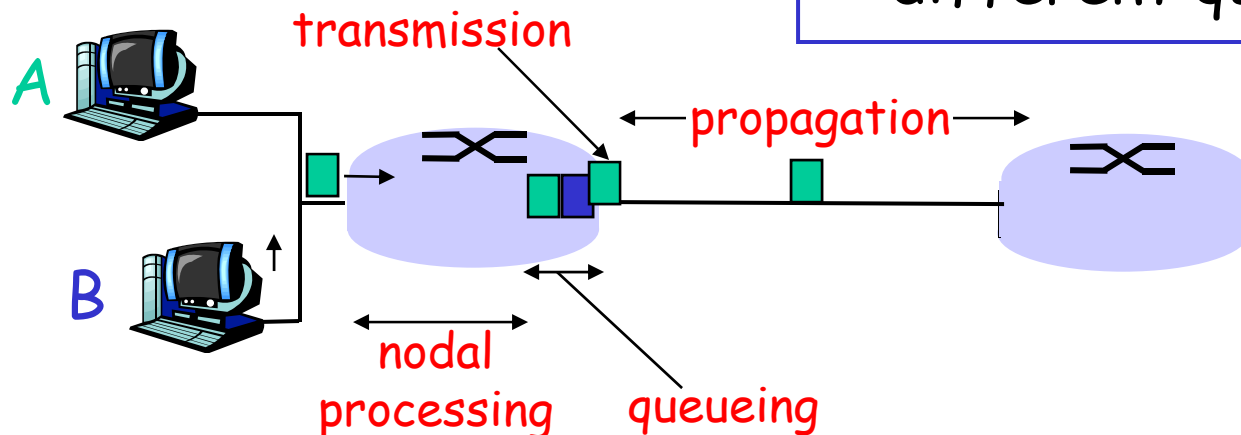 transmission
A
propagation
B
nodal
processing
queueing